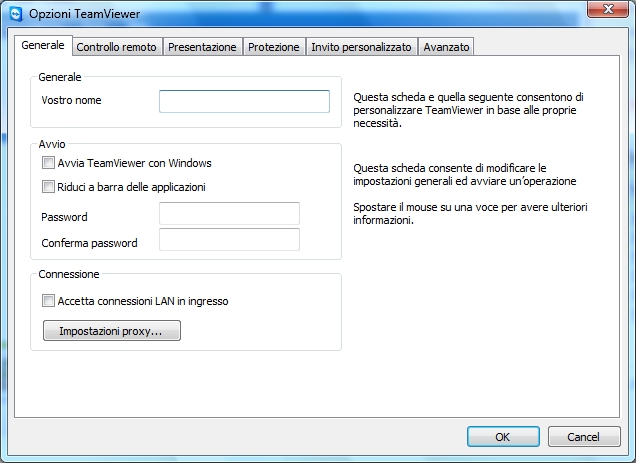 Opzioni TeamViewer
Generale Controllo remoto Presentazione Protezione Invito personalizzato Avanzato
Generale
Vostro nome
Questa scheda e quella seguente consentono di
personalizzare TeamViewer in base alle proprie
necessità.
Avvio
Avvia TeamViewer con Windows
Riduci a barra delle applicazioni
Password
Conferma password
Questa scheda consente di modificare le
impostazioni generali ed avviare un'operazione
Spostare il mouse su una voce per avere ulteriori
informazioni.
Connessione
Accetta connessioni LAN in ingresso
Impostazioni proxy...
OK Cancel